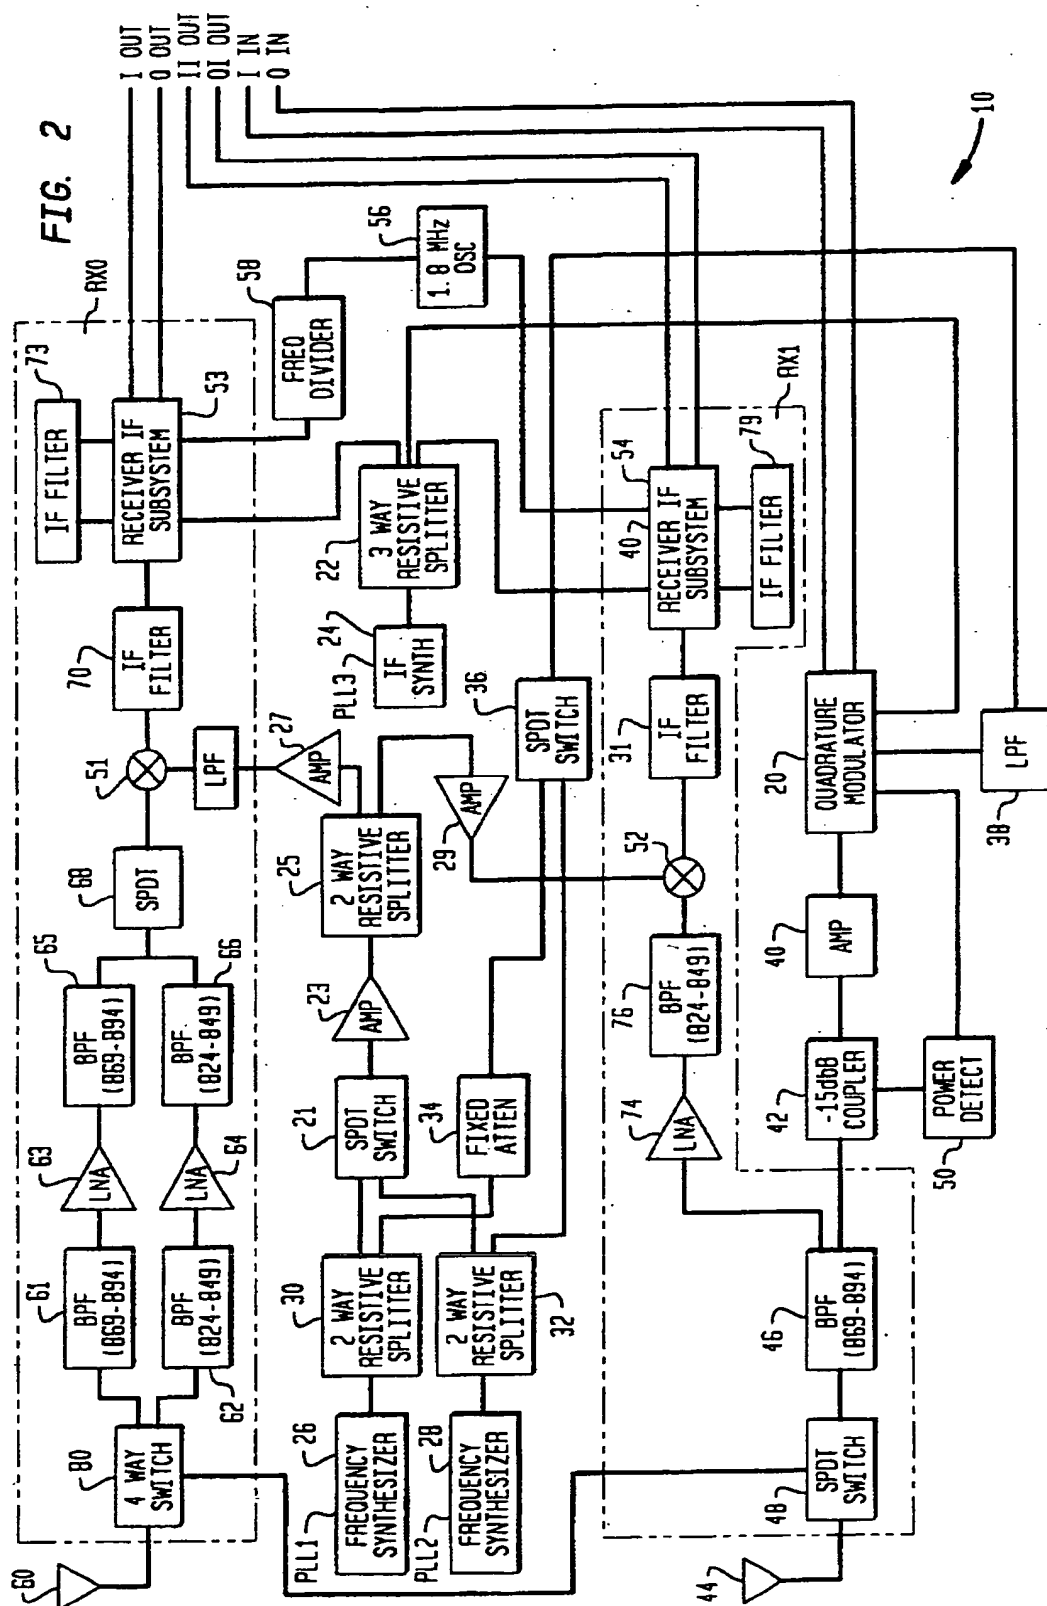 FIG. 2
I OUT
Q OUT
II OUT
QI OUT
I IN
Q IN
10
RX0
60
80
4 WAY
SWITCH
61
BPF
(869-894)
62
BPF
(824-849)
63
LNA
64
LNA
65
BPF
(869-894)
66
BPF
(824-849)
68
SPDT
51
70
IF
FILTER
73
IF FILTER
RECEIVER IF
SUBSYSTEM
53
LPF
27
AMP
58
FREQ
DIVIDER
56
1.8 MHz
OSC
PLL1
26
FREQUENCY
SYNTHESIZER
30
2 WAY
RESISTIVE
SPLITTER
21
SPDT
SWITCH
23
AMP
25
2 WAY
RESISTIVE
SPLITTER
PLL3
24
IF
SYNTH
22
3 WAY
RESISTIVE
SPLITTER
PLL2
28
FREQUENCY
SYNTHESIZER
2 WAY
RESISTIVE
SPLITTER
32
34
FIXED
ATTEN
29
AMP
36
SPDT
SWITCH
RX1
74
LNA
76
BPF
(824-849)
52
31
IF
FILTER
40
54
RECEIVER IF
SUBSYSTEM
79
IF FILTER
44
48
SPDT
SWITCH
46
BPF
(869-894)
42
-15dbB
COUPLER
40
AMP
20
QUADRATURE
MODULATOR
50
POWER
DETECT
38
LPF